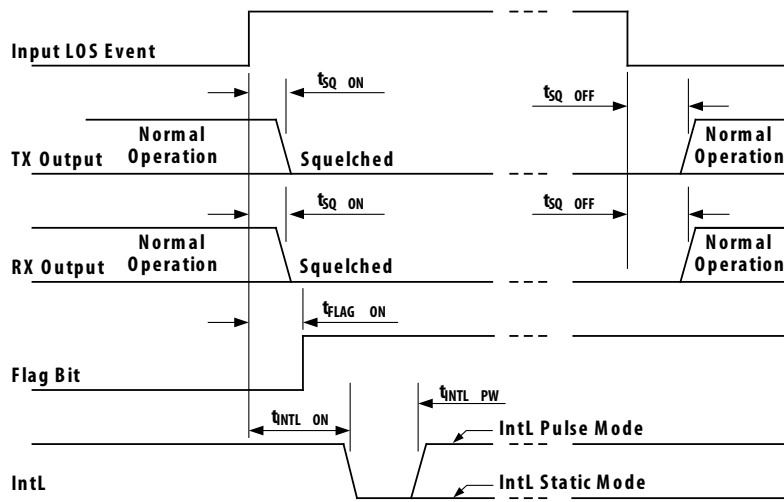 Input LOS Event
tSQ ON
tSQ OFF
Normal
Operation
TX Output
Squelched
Normal
Operation
tSQ ON
tSQ OFF
Normal
Operation
RX Output
Squelched
Normal
Operation
tFLAG ON
Flag Bit
tINTL ON
tINTL PW
IntL Pulse Mode
IntL
IntL Static Mode